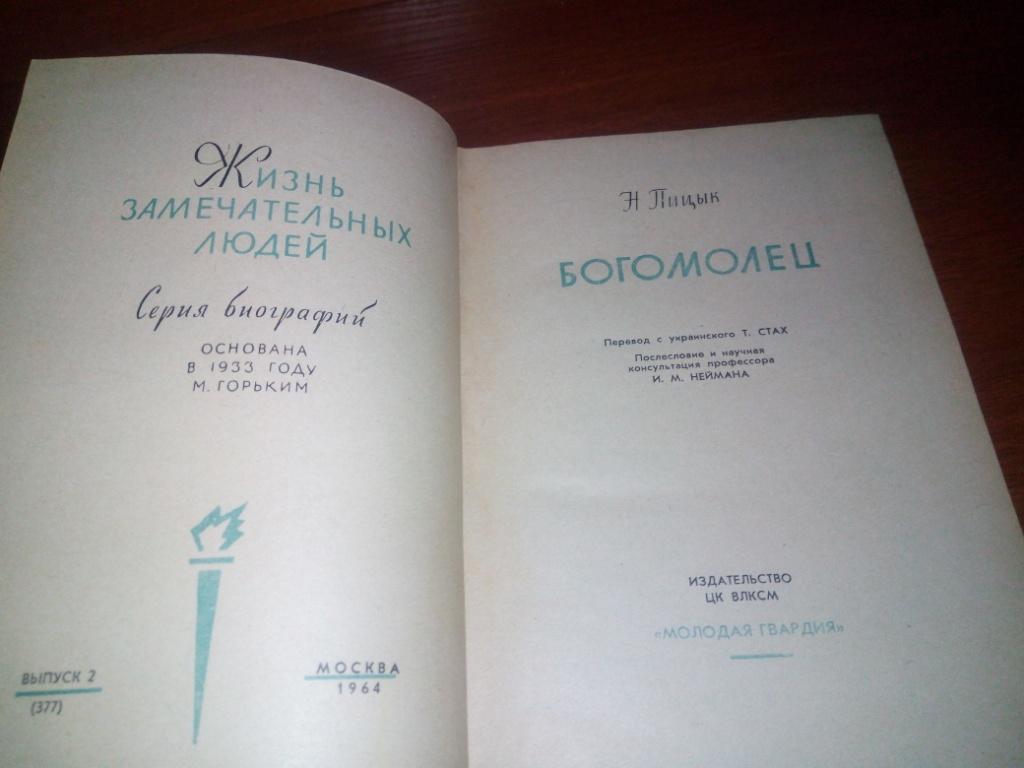 Жизнь
ЗАМЕЧАТЕЛЬНЫХ
ЛЮДЕЙ
Серия биографий
ОСНОВАНА
В 1933 ГОДУ
М. ГОРЬКИМ
ВЫПУСК 2
(377)
МОСКВА
1964
Н Пицык
БОГОМОЛЕЦ
Перевод с украинского Т. СТАХ
Послесловие и научная
консультация профессора
И. М. НЕЙМАНА
ИЗДАТЕЛЬСТВО
ЦК ВЛКСМ
«МОЛОДАЯ ГВАРДИЯ»